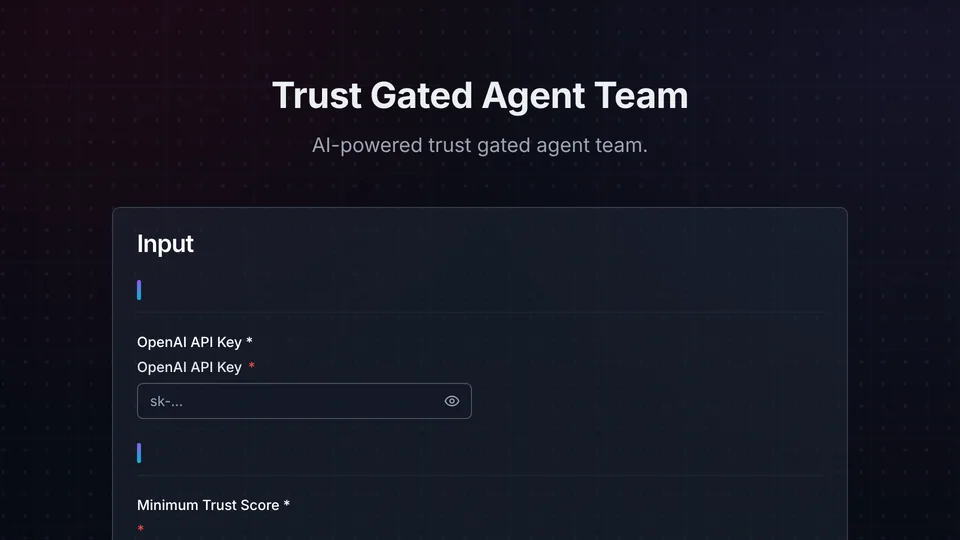 Trust Gated Agent Team
AI-powered trust gated agent team.
Input
OpenAI API Key *
OpenAI API Key *
sk-...
Minimum Trust Score *
*